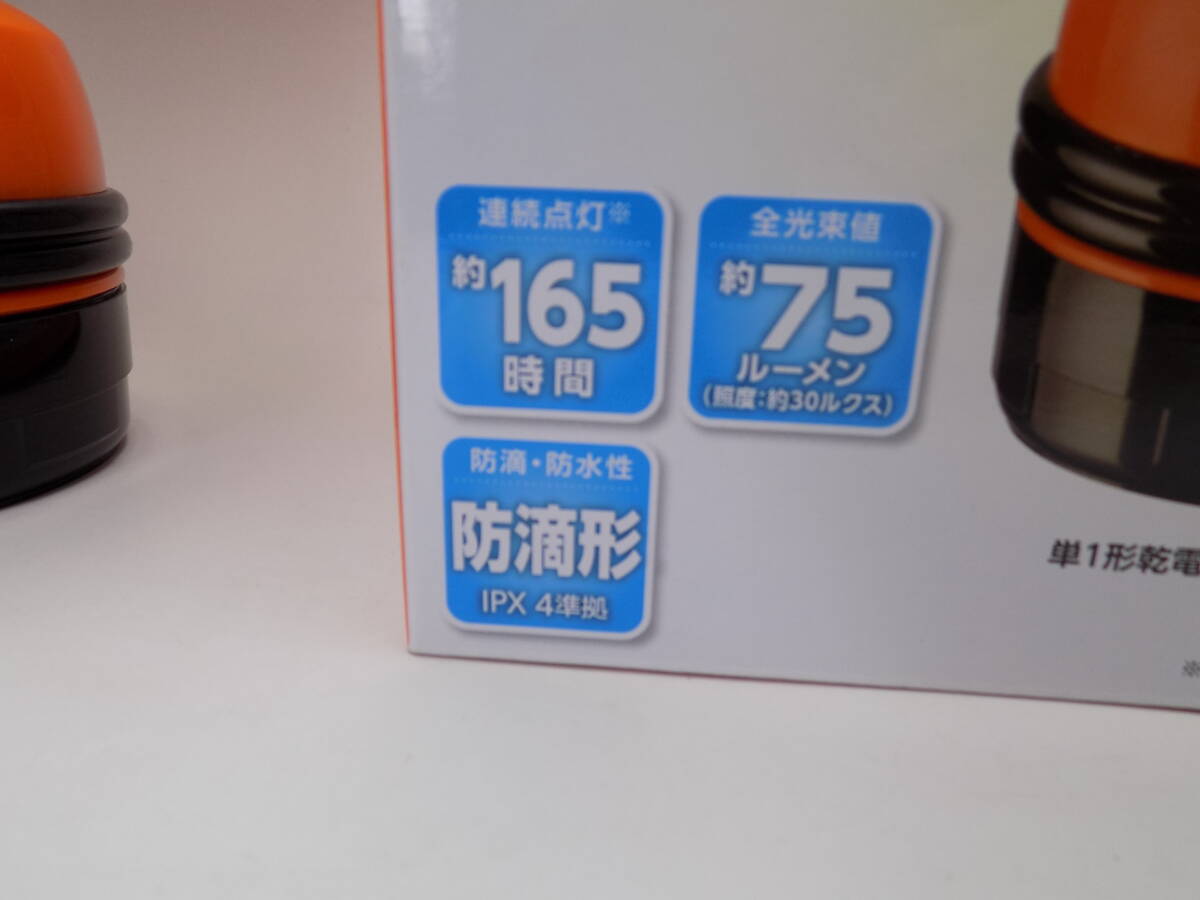 連続点灯※
約165
時間
全光束値
約75
ルーメン
(照度:約30ルクス)
防滴・防水性
防滴形
IPX 4準拠
単1形乾電
※